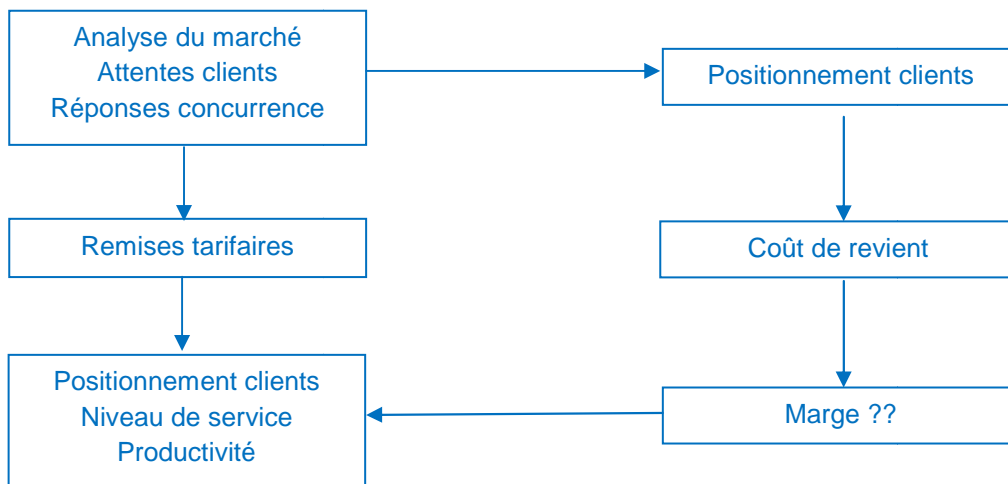 Analyse du marché
Attentes clients
Réponses concurrence
Positionnement clients
Remises tarifaires
Coût de revient
Positionnement clients
Niveau de service
Productivité
Marge ??